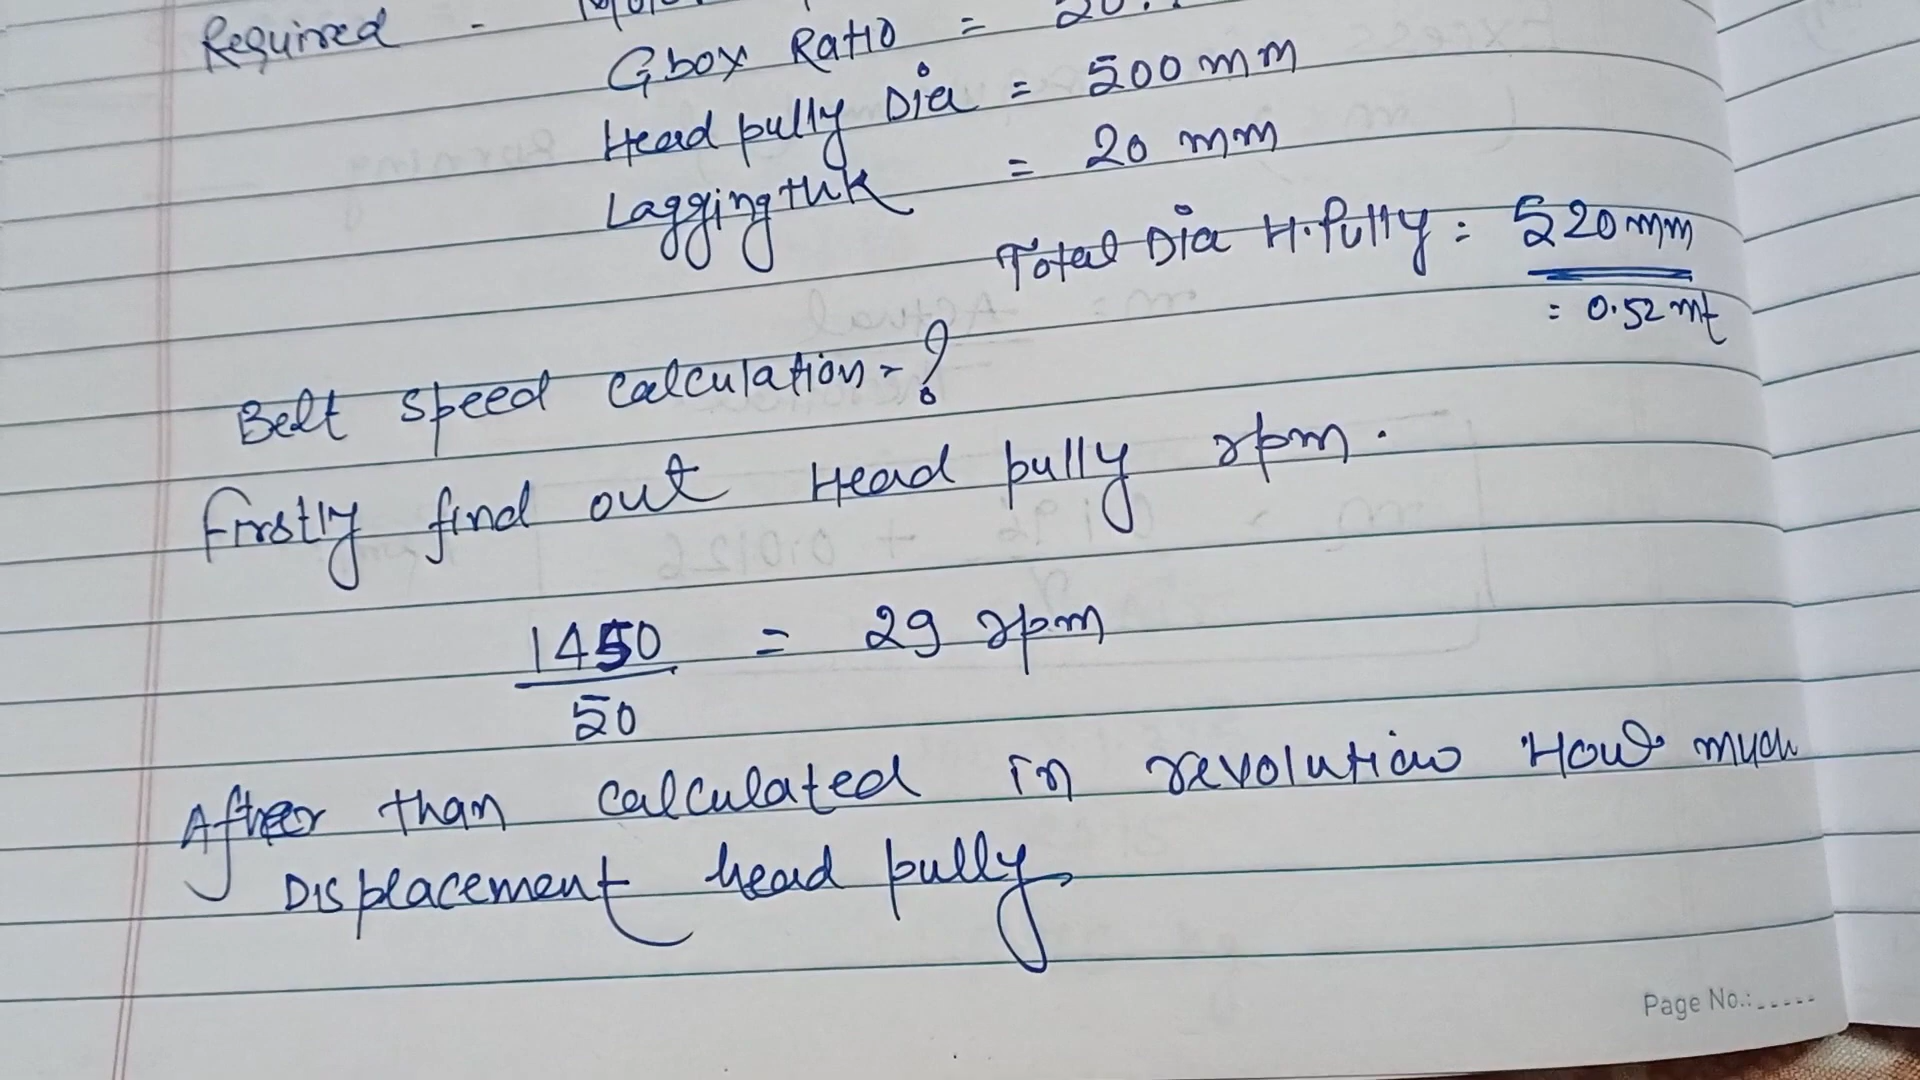 Required -
Gbox Ratio =
Head pully Dia = 500 mm
Lagging thk = 20 mm
Total Dia H.Pully = 520 mm
= 0.52 mt
Belt speed calculation = ?
Firstly find out Head pully rpm.
1450 = 29 rpm
50
After than calculated in revolution How much
Displacement head pully
Page No.: